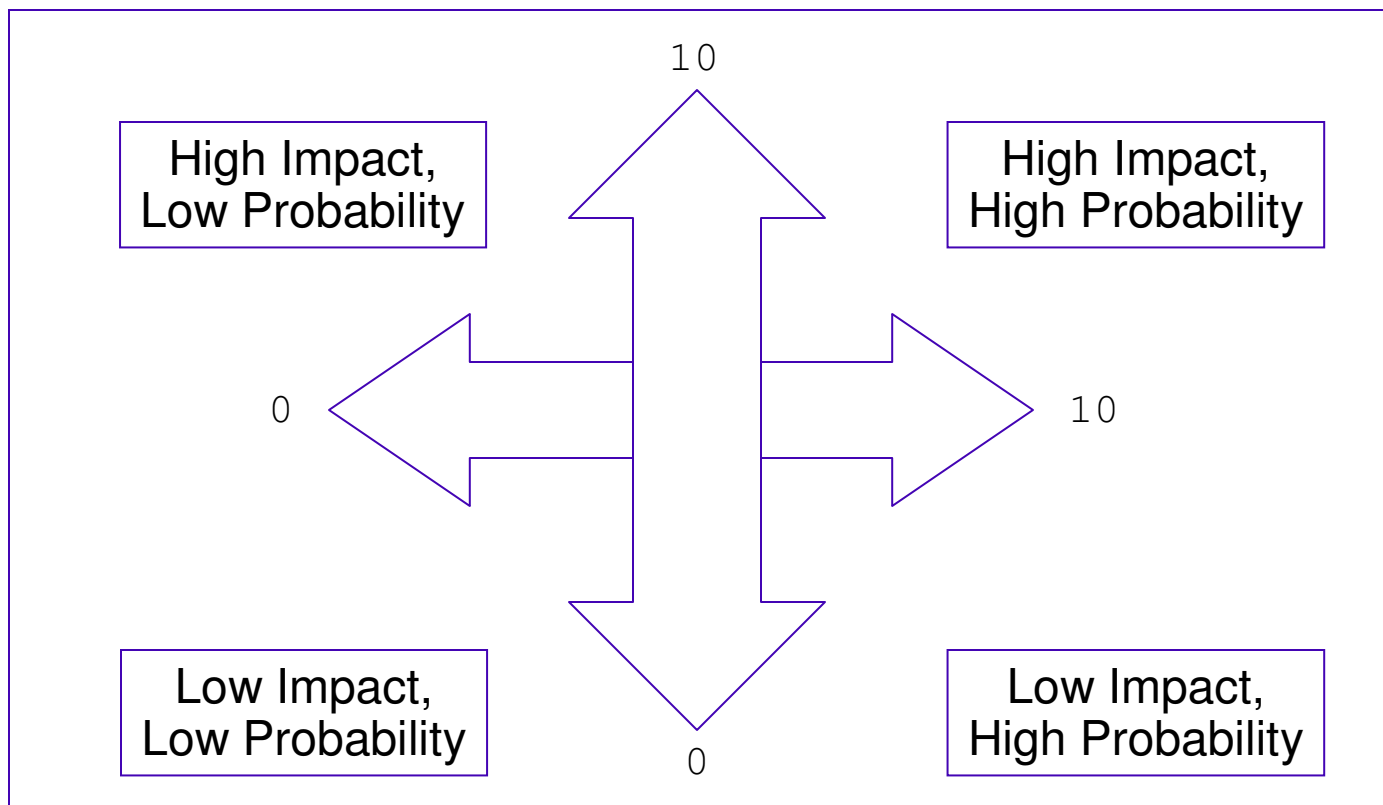 10
High Impact,
Low Probability
High Impact,
High Probability
0
10
Low Impact,
Low Probability
Low Impact,
High Probability
0